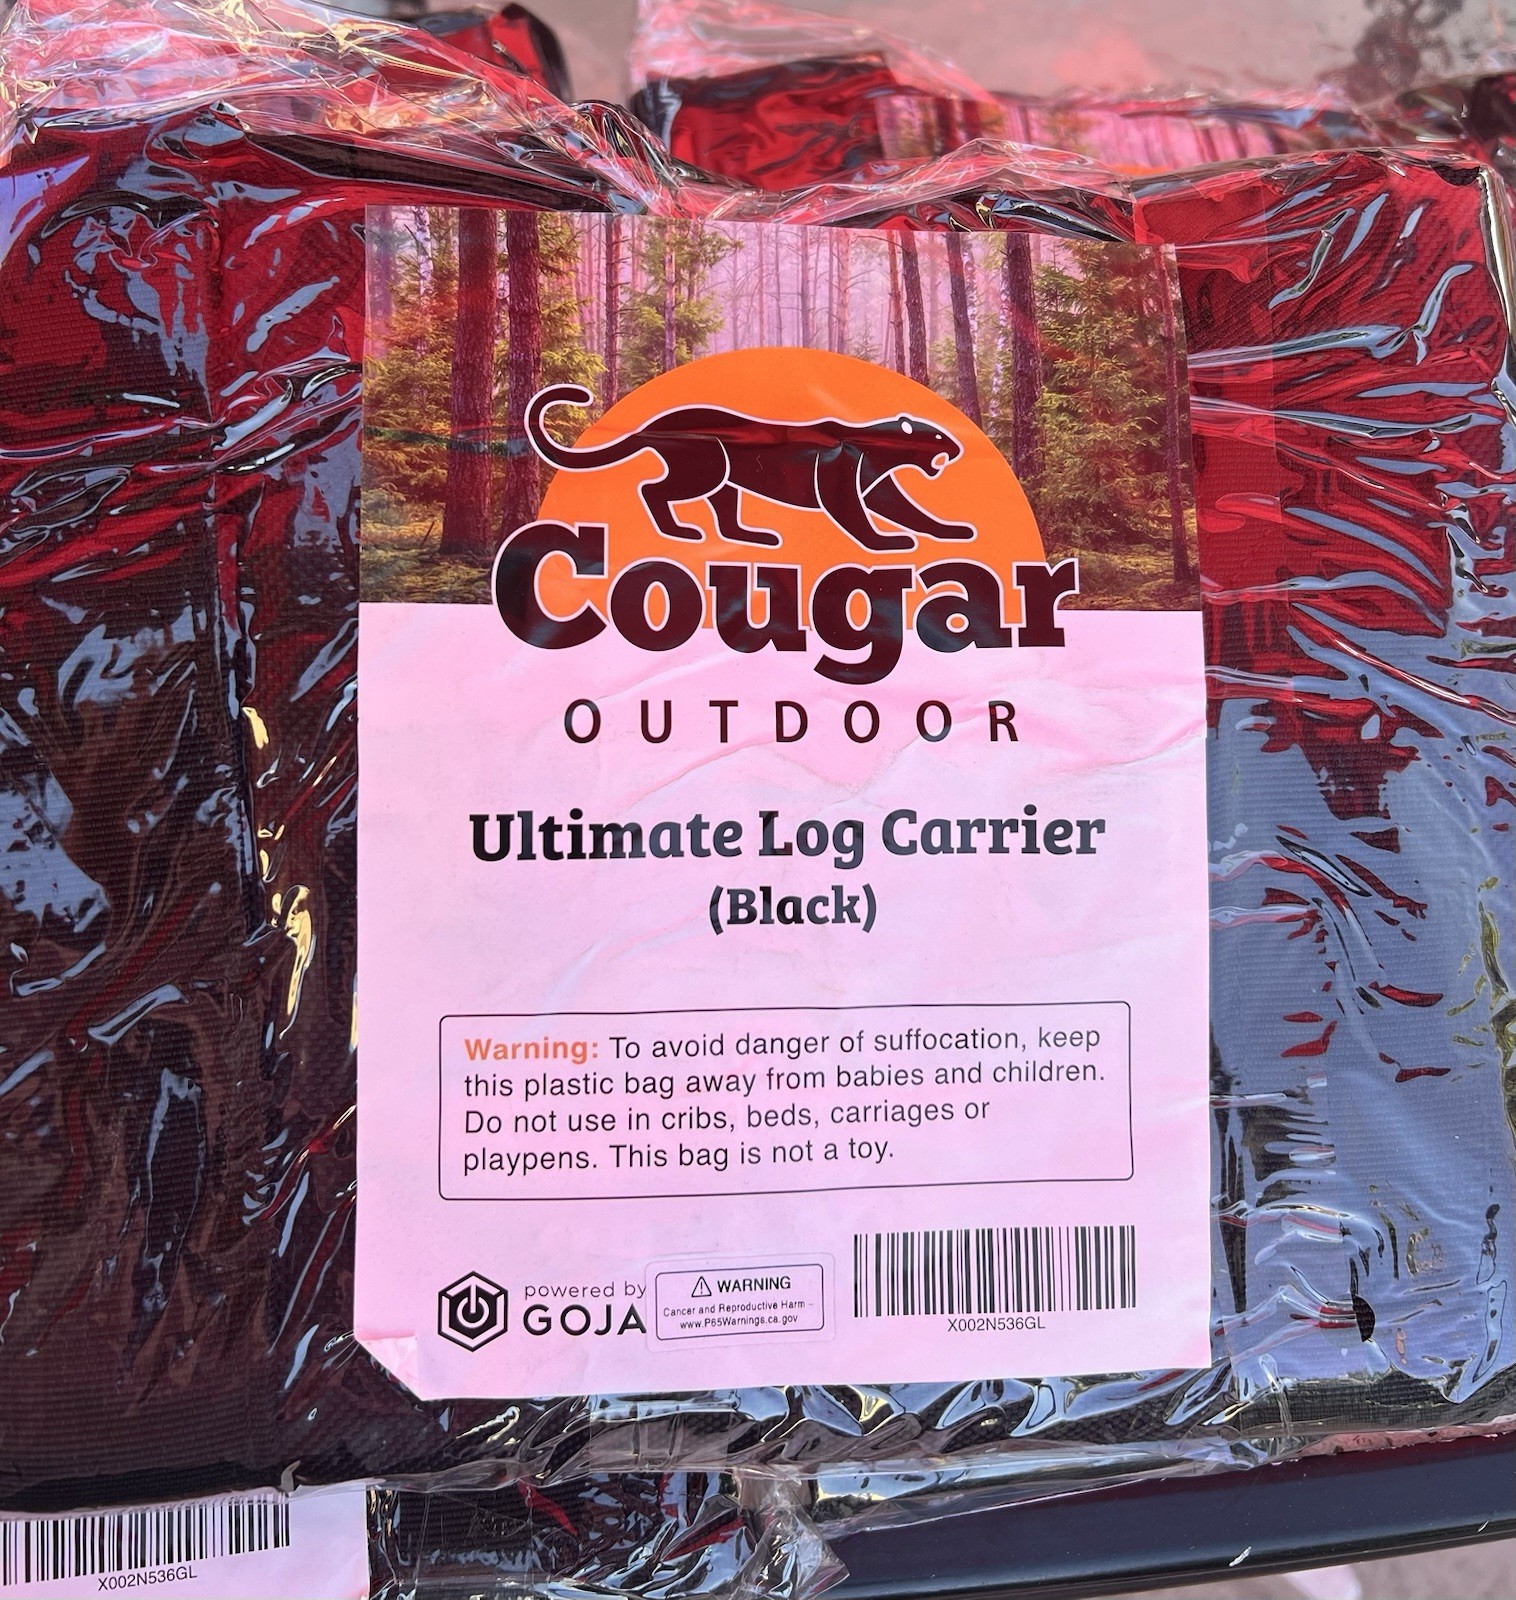 Cougar
OUTDOOR
Ultimate Log Carrier
(Black)
Warning: To avoid danger of suffocation, keep
this plastic bag away from babies and children.
Do not use in cribs, beds, carriages or
playpens. This bag is not a toy.
powered by
GOJA
⚠ WARNING
Cancer and Reproductive Harm -
www.P65Warnings.ca.gov
X002N536GL
X002N536GL